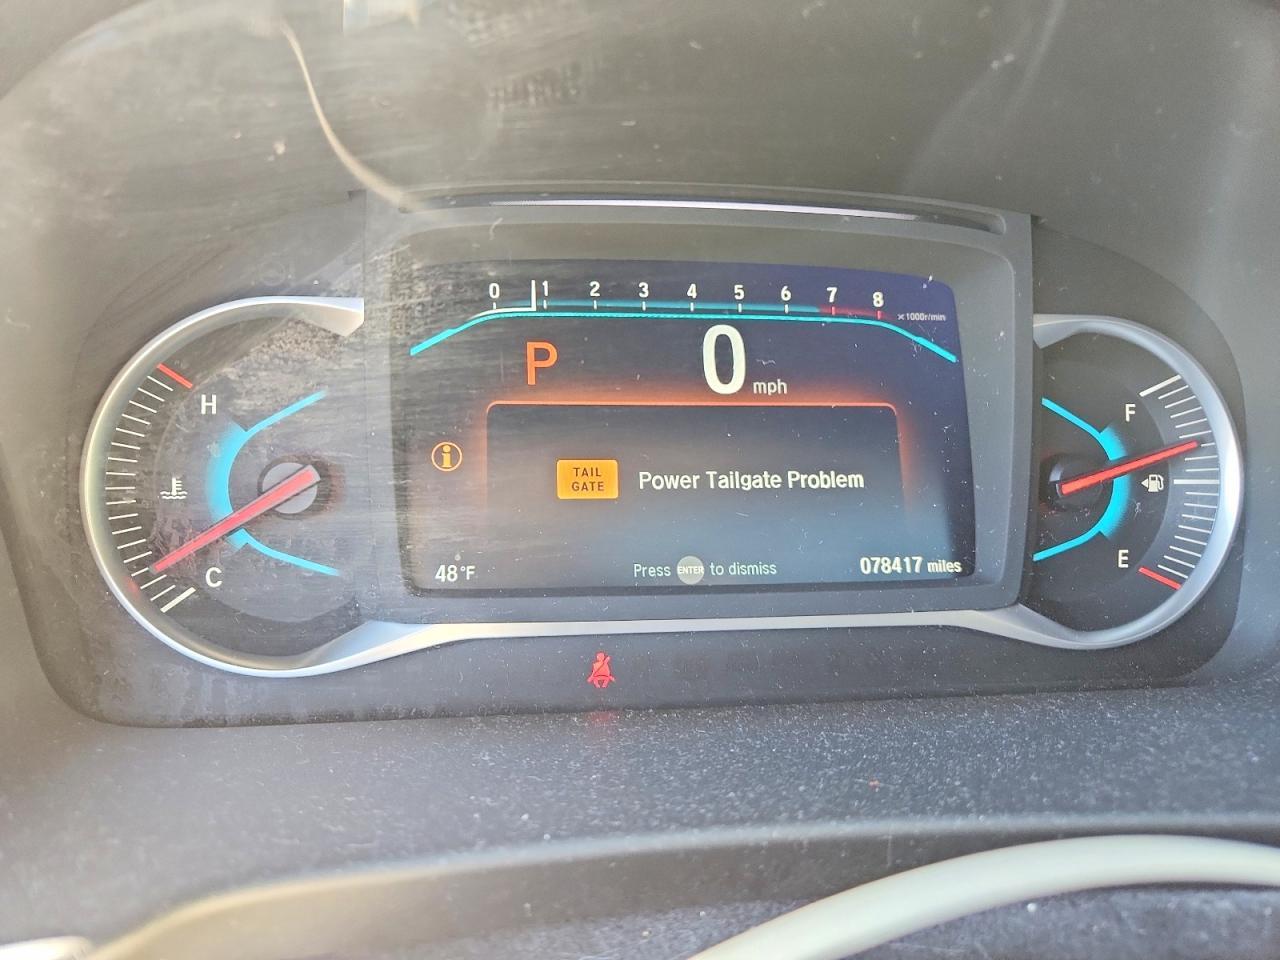 0 1 2 3 4 5 6 7 8
×1000r/min
P 0 mph
H
F
TAIL
GATE
Power Tailgate Problem
C
E
48°F
Press ENTER to dismiss
078417 miles